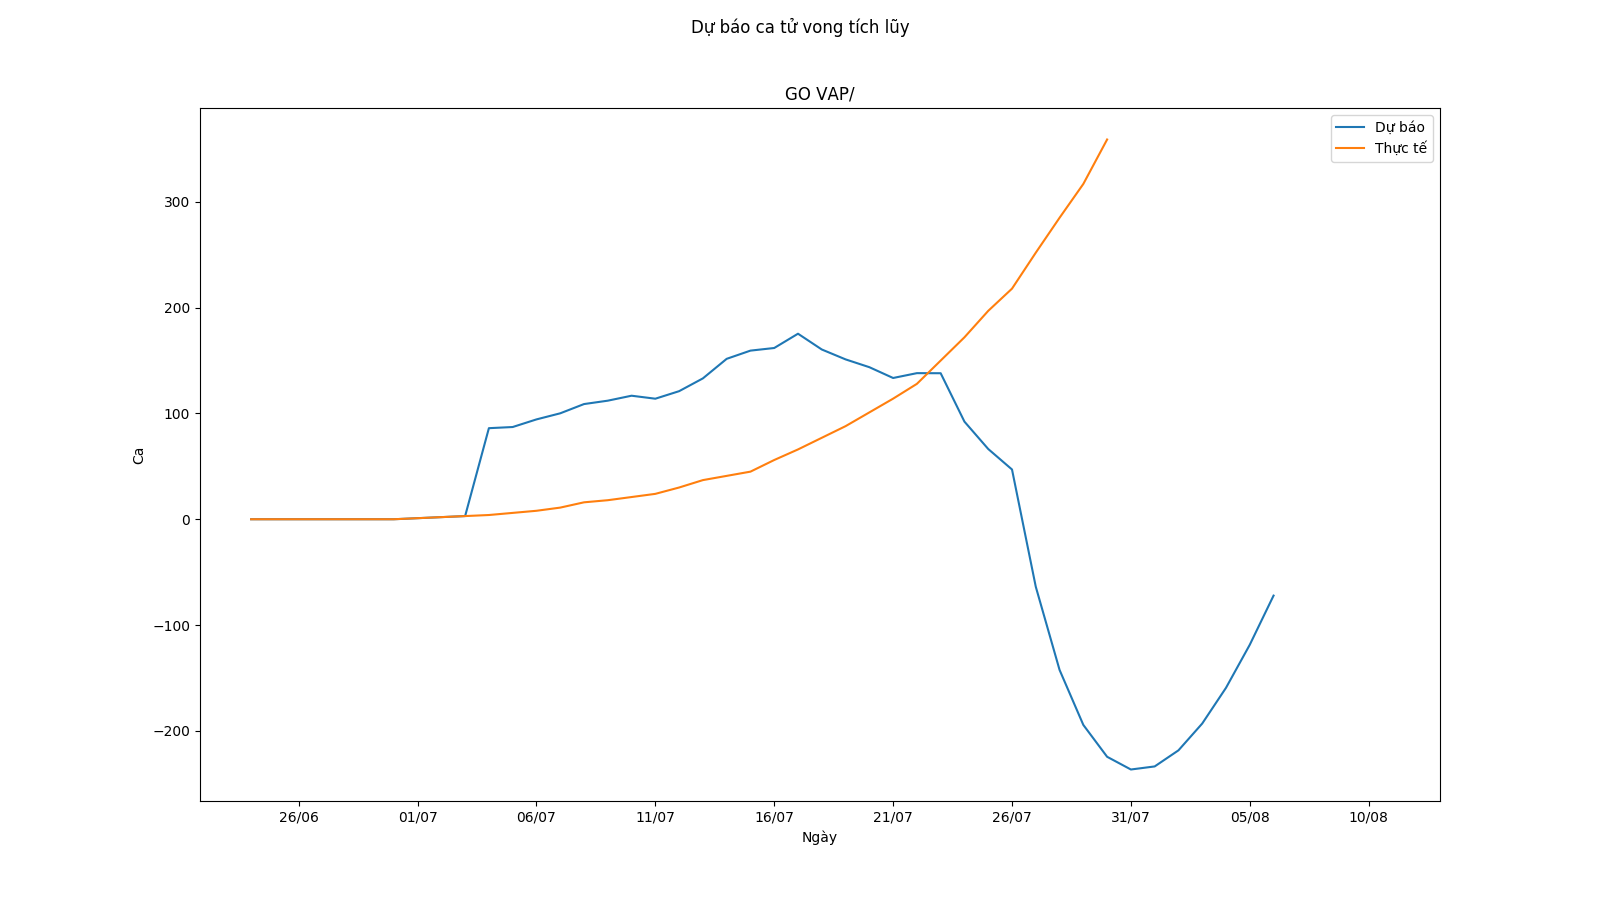 Dự báo ca tử vong tích lũy
GO VAP/
Dự báo
Thực tế
300
200
100
0
−100
−200
Ca
26/06 01/07 06/07 11/07 16/07 21/07 26/07 31/07 05/08 10/08
Ngày